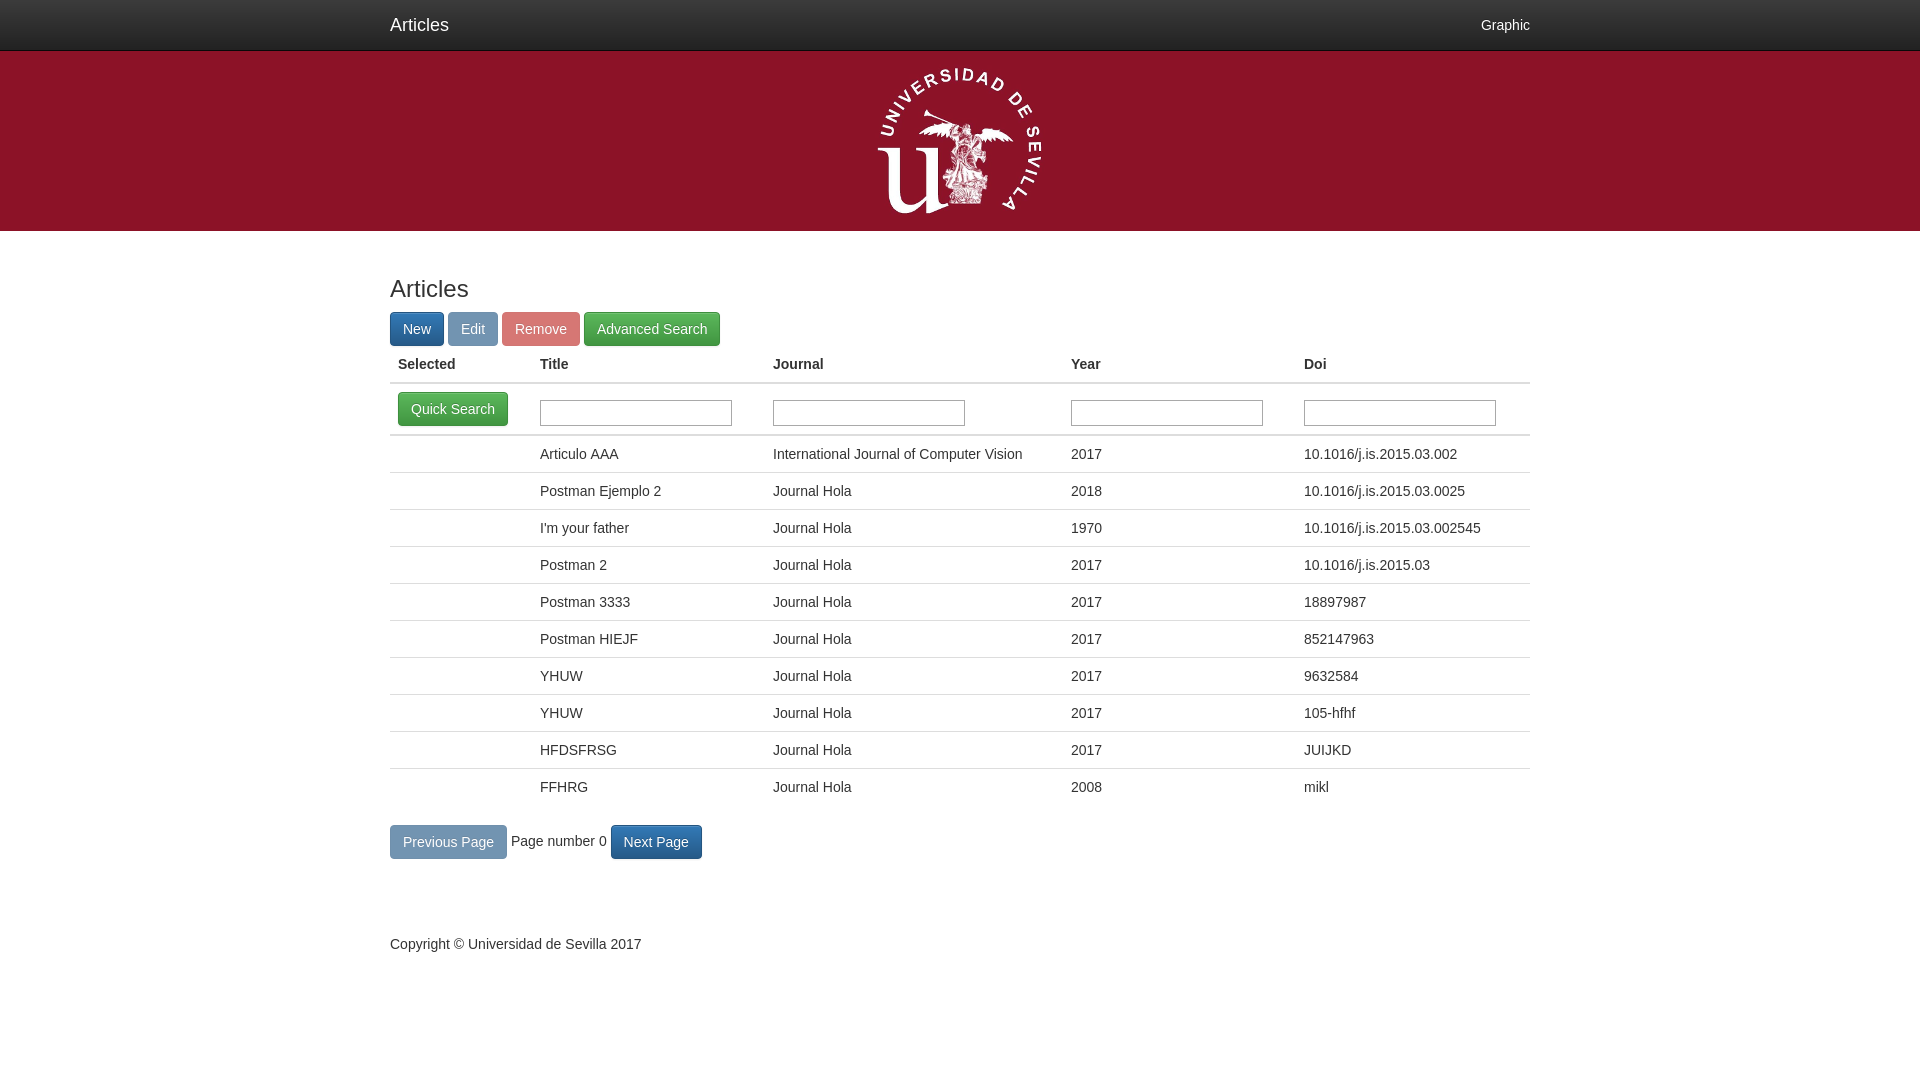 Articles Graphic
UNIVERSIDAD DE SEVILLA
u
Articles
New Edit Remove Advanced Search
Selected Title Journal Year Doi
Quick Search
Articulo AAA International Journal of Computer Vision 2017 10.1016/j.is.2015.03.002
Postman Ejemplo 2 Journal Hola 2018 10.1016/j.is.2015.03.0025
I'm your father Journal Hola 1970 10.1016/j.is.2015.03.002545
Postman 2 Journal Hola 2017 10.1016/j.is.2015.03
Postman 3333 Journal Hola 2017 18897987
Postman HIEJF Journal Hola 2017 852147963
YHUW Journal Hola 2017 9632584
YHUW Journal Hola 2017 105-hfhf
HFDSFRSG Journal Hola 2017 JUIJKD
FFHRG Journal Hola 2008 mikl
Previous Page Page number 0 Next Page
Copyright © Universidad de Sevilla 2017